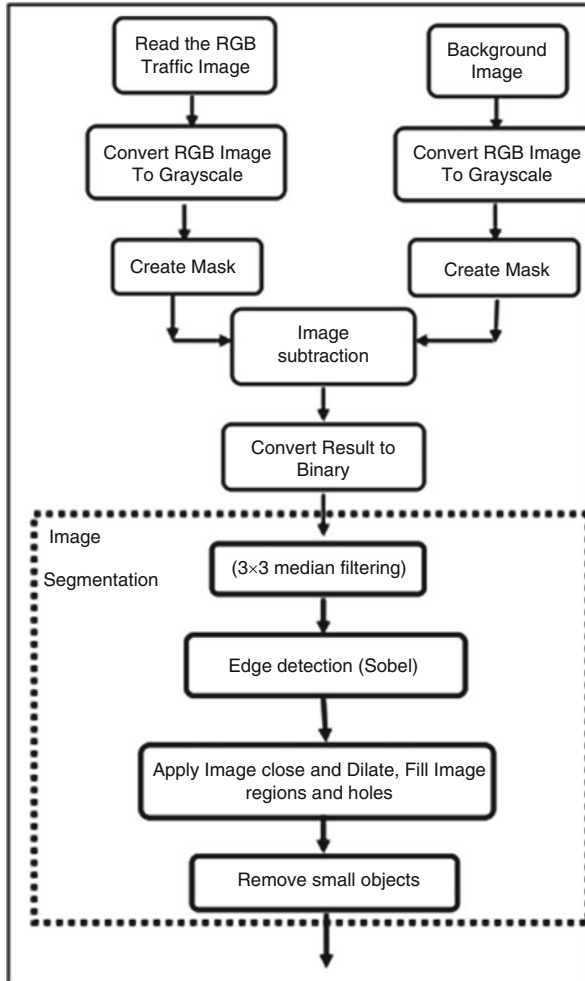 Read the RGB
Traffic Image
Background
Image
Convert RGB Image
To Grayscale
Convert RGB Image
To Grayscale
Create Mask
Create Mask
Image
subtraction
Convert Result to
Binary
Image
Segmentation
(3×3 median filtering)
Edge detection (Sobel)
Apply Image close and Dilate, Fill Image
regions and holes
Remove small objects